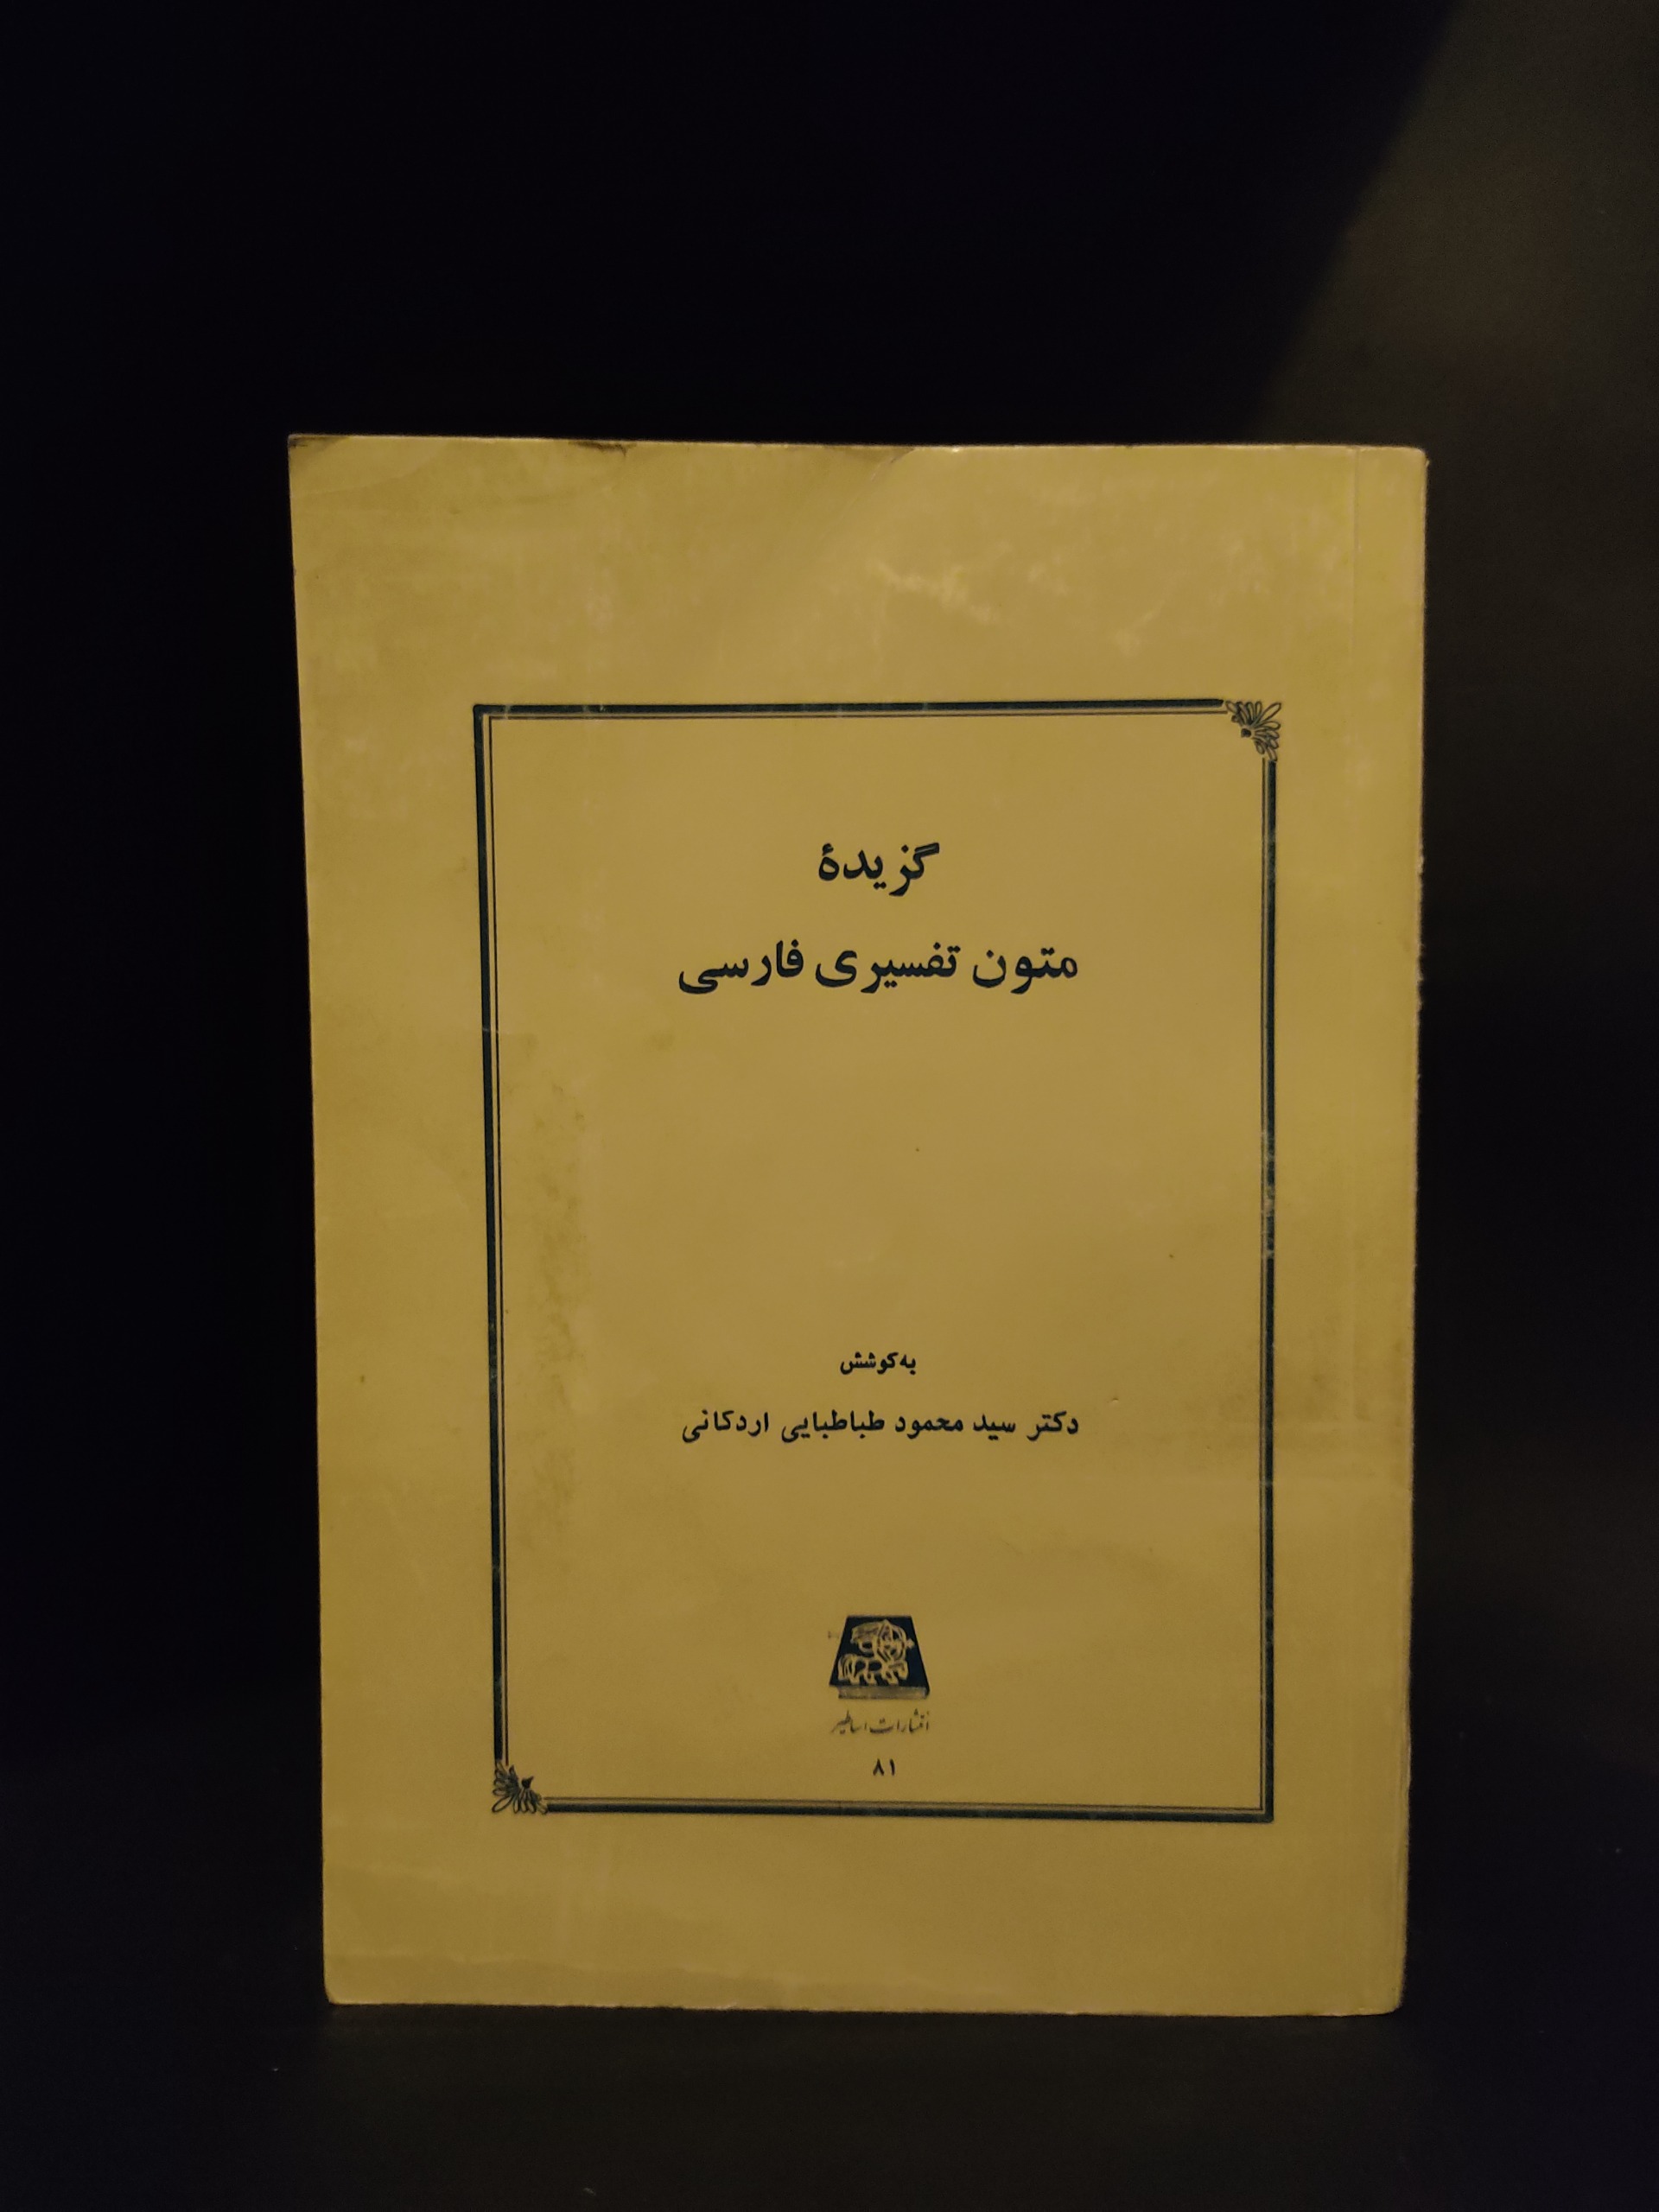 گزیدهٔ
متون تفسیری فارسی
به‌کوشش
دکتر سید محمود طباطبایی اردکانی
انتشارات اساطیر
۸۱